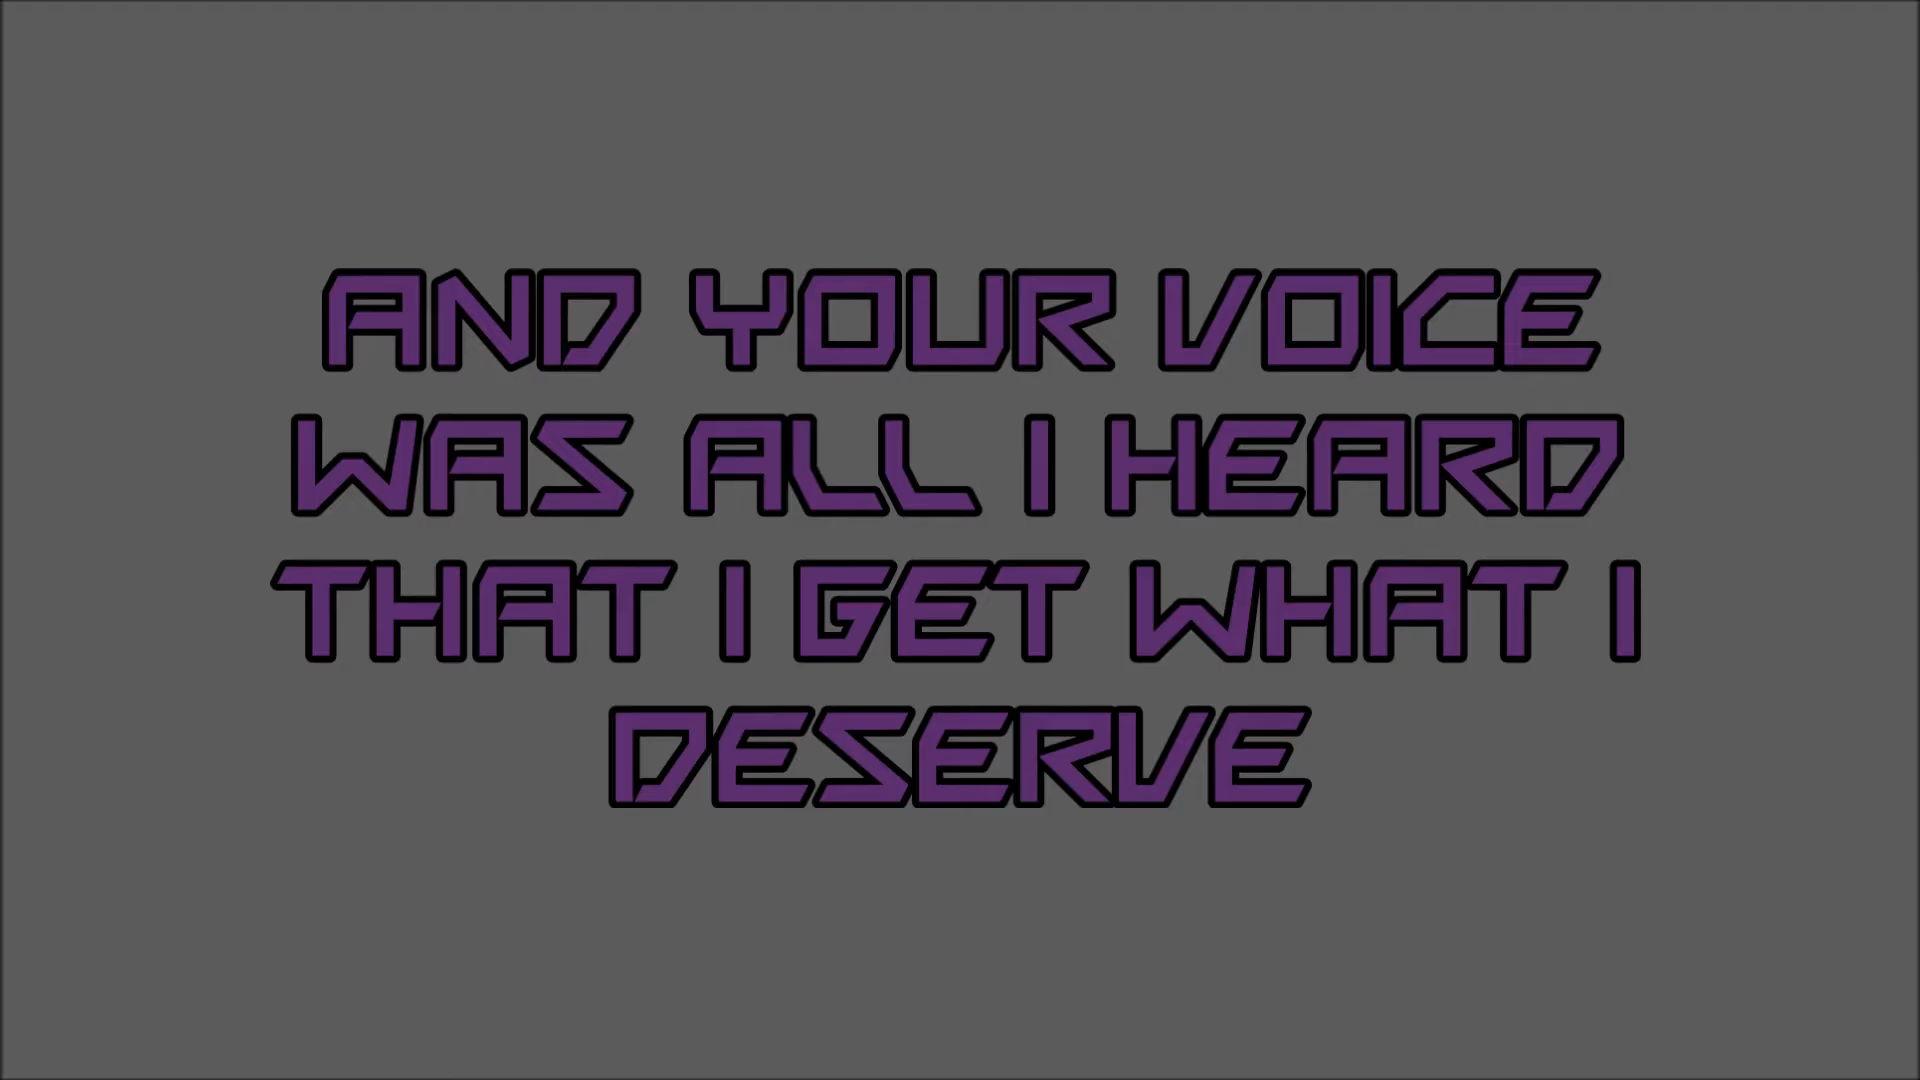 AND YOUR VOICE
WAS ALL I HEARD
THAT I GET WHAT I
DESERVE